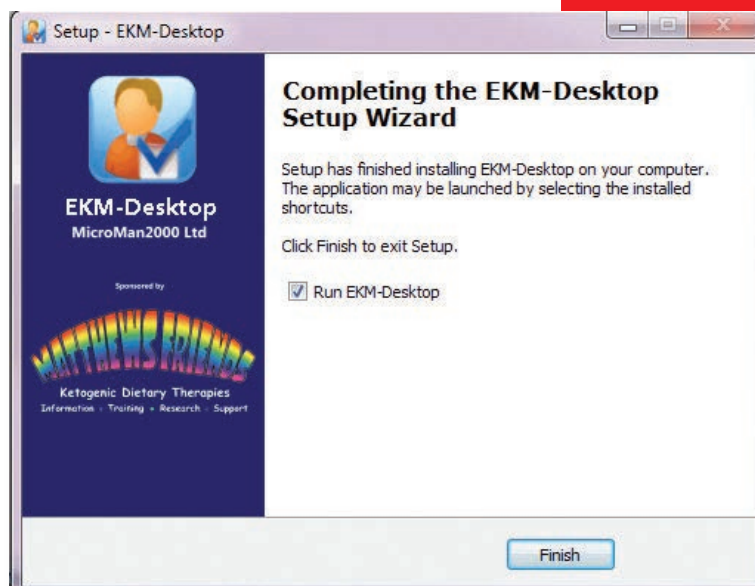 Setup - EKM-Desktop
EKM-Desktop
MicroMan2000 Ltd
Sponsored by
MATTHEWS FRIENDS
Ketogenic Dietary Therapies
Information - Training - Research - Support
Completing the EKM-Desktop
Setup Wizard
Setup has finished installing EKM-Desktop on your computer.
The application may be launched by selecting the installed
shortcuts.
Click Finish to exit Setup.
Run EKM-Desktop
Finish